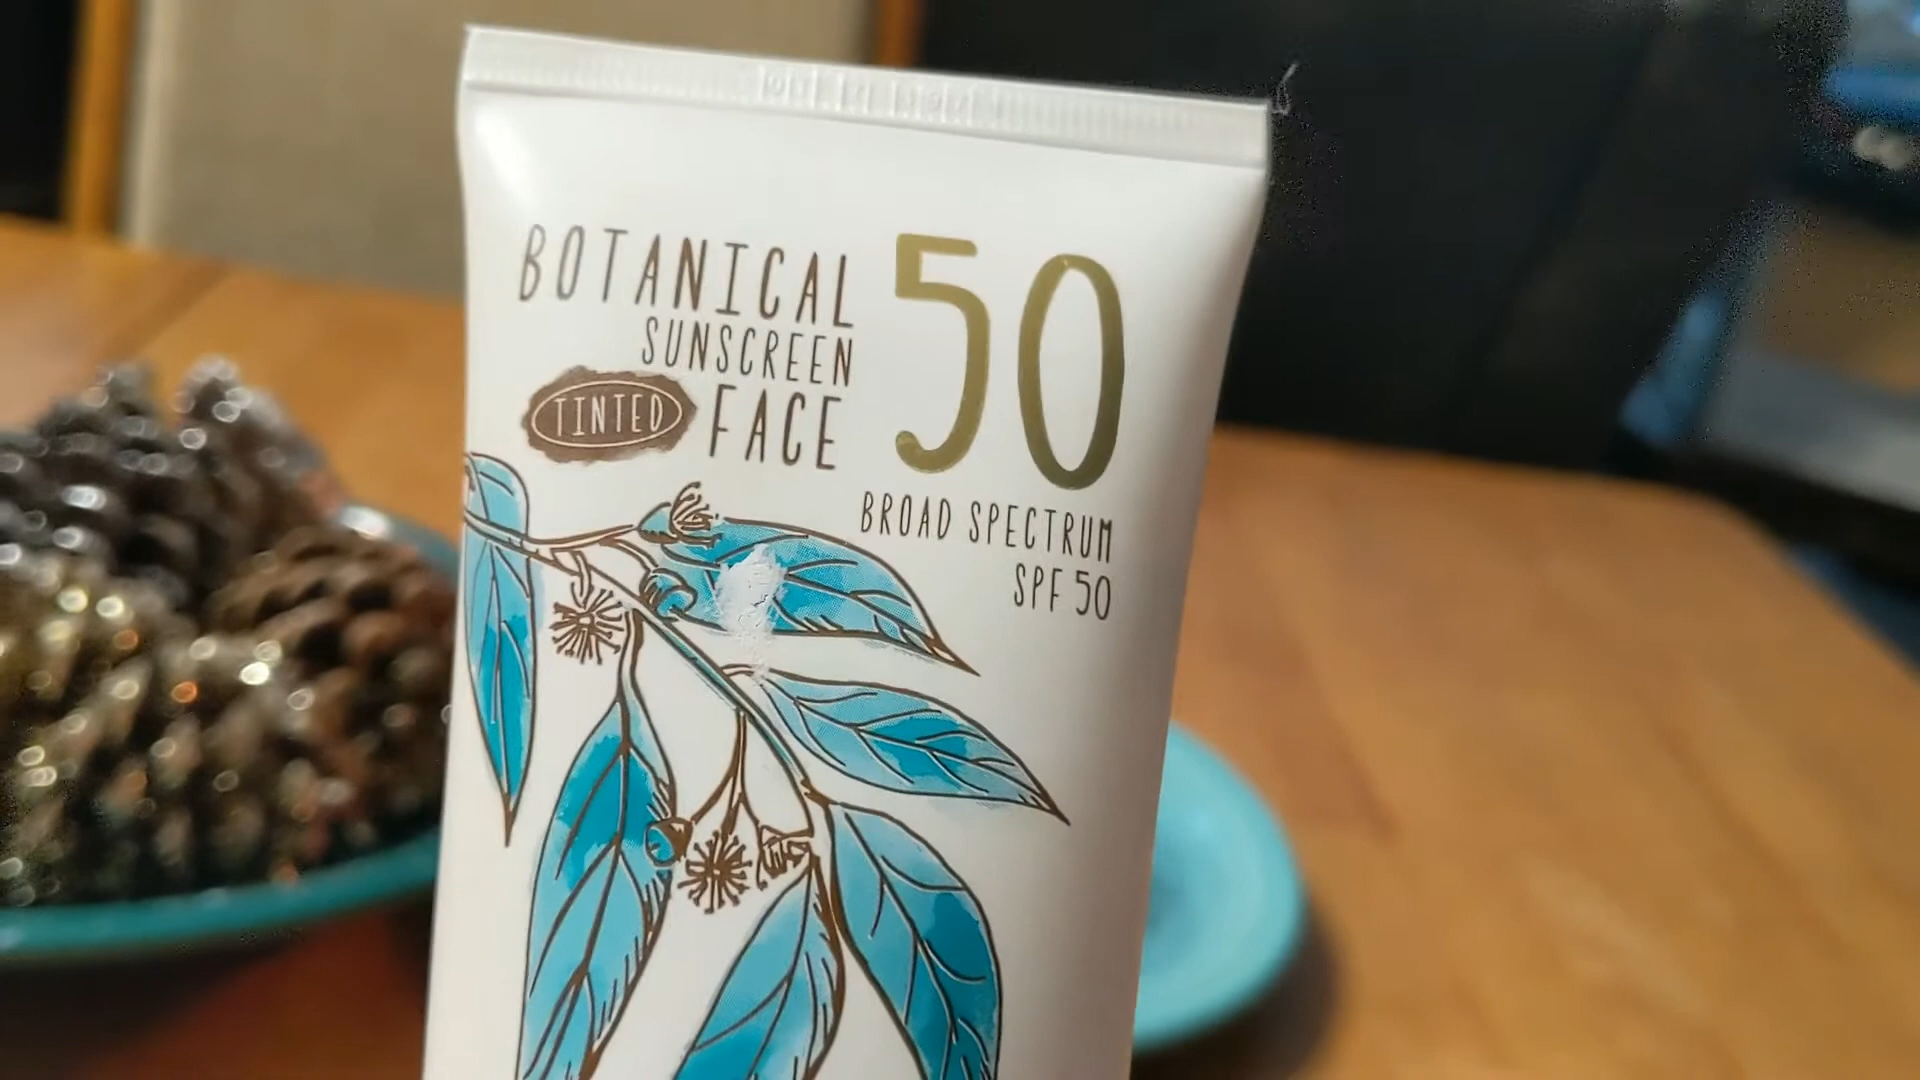 BOTANICAL
SUNSCREEN
TINTED
FACE
50
BROAD SPECTRUM
SPF 50